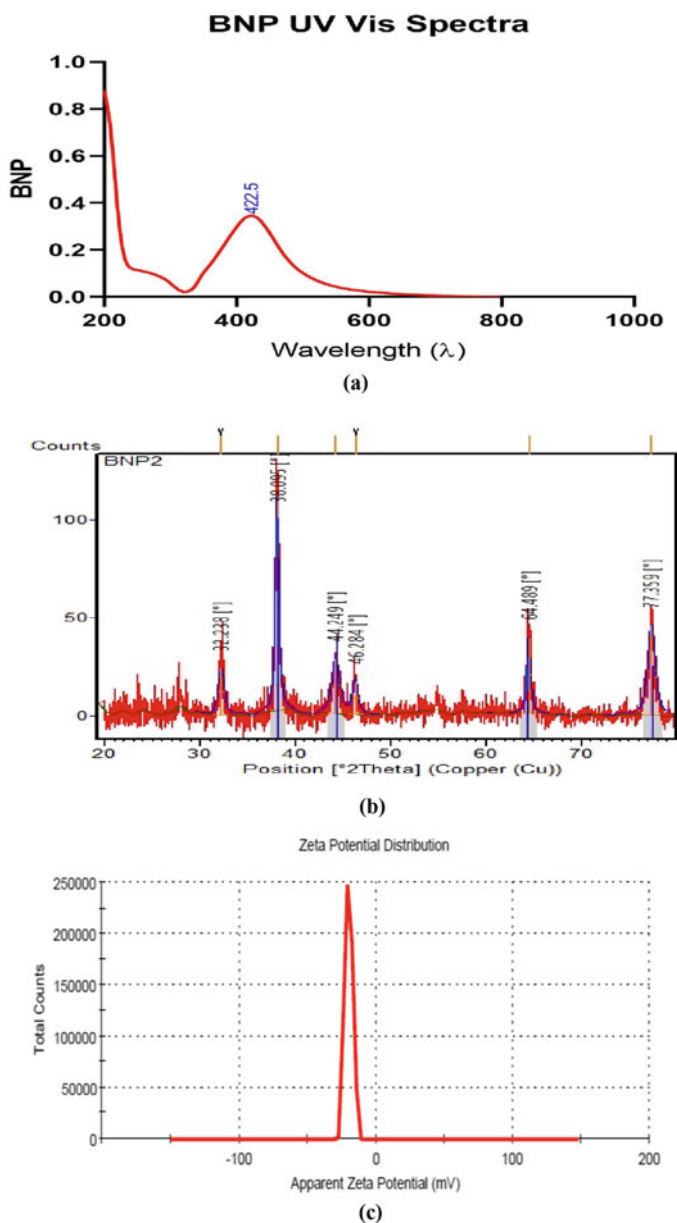 BNP UV Vis Spectra
1.0
0.8
0.6
0.4
0.2
0.0
BNP
422.5
200 400 600 800 1000
Wavelength (λ)
(a)
Counts
BNP2
100
50
0
32.238 [°]
38.095 [°]
44.249 [°]
46.284 [°]
64.489 [°]
77.359 [°]
20 30 40 50 60 70
Position [°2Theta] (Copper (Cu))
(b)
Zeta Potential Distribution
250000
200000
150000
100000
50000
0
Total Counts
-100 0 100 200
Apparent Zeta Potential (mV)
(c)